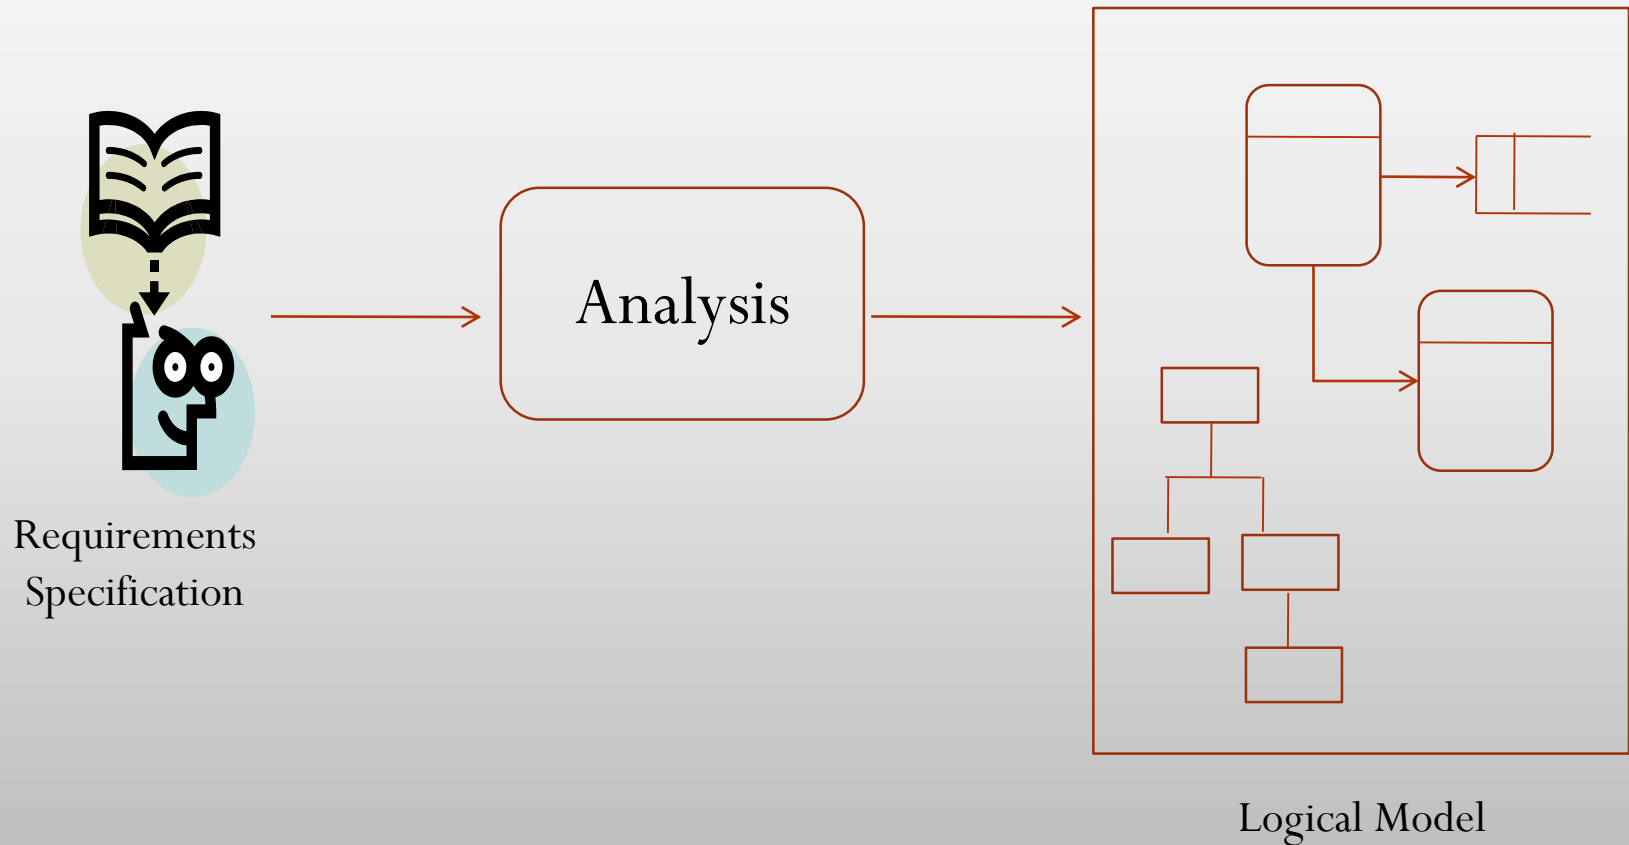 Analysis
Requirements
Specification
Logical Model